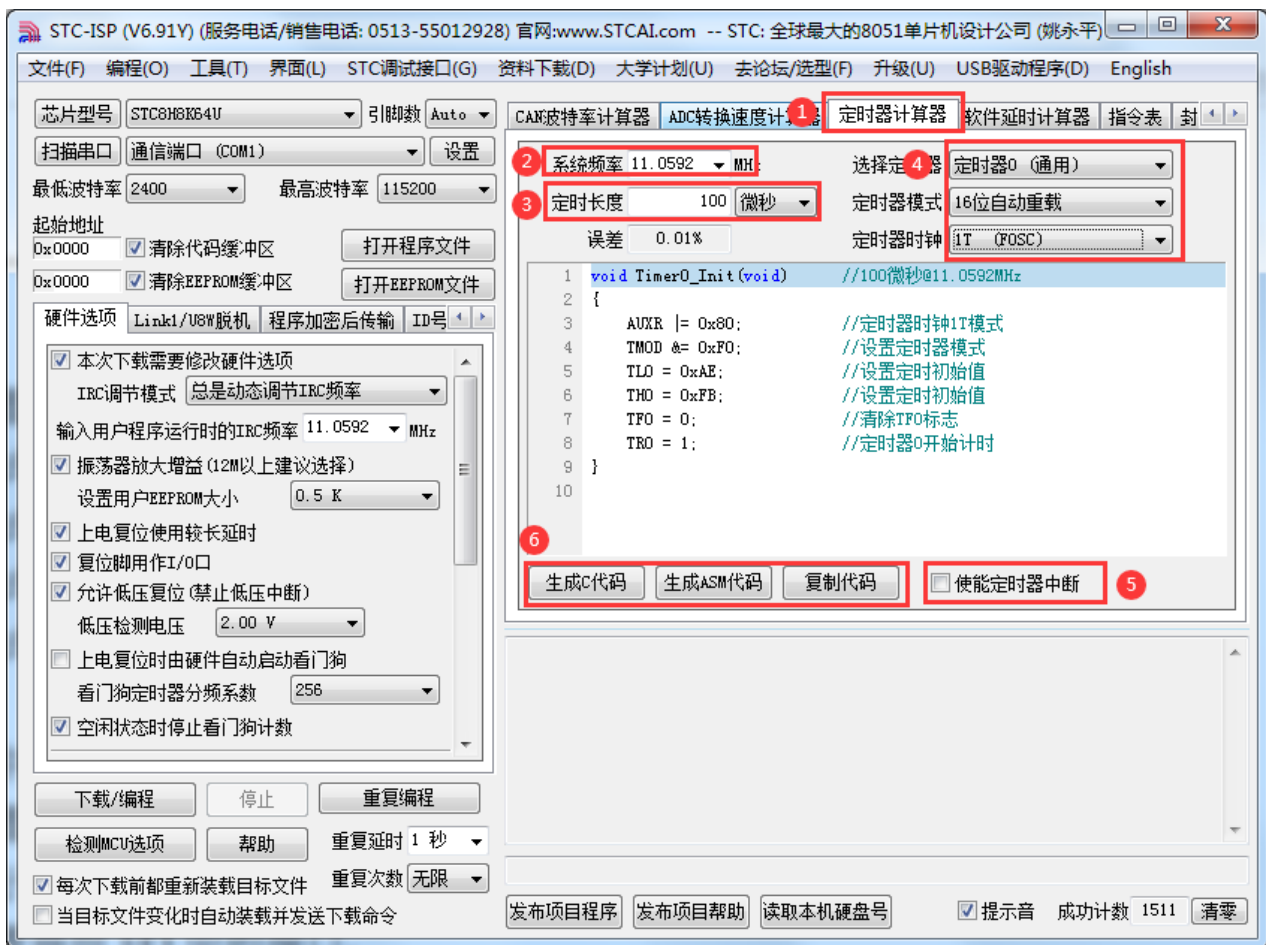 STC-ISP (V6.91Y) (服务电话/销售电话: 0513-55012928) 官网:www.STCAI.com -- STC: 全球最大的8051单片机设计公司 (姚永平)
文件(F) 编程(O) 工具(T) 界面(L) STC调试接口(G) 资料下载(D) 大学计划(U) 去论坛/选型(F) 升级(U) USB驱动程序(D) English
芯片型号 STC8H8K64U 引脚数 Auto
扫描串口 通信端口 (COM1) 设置
最低波特率 2400 最高波特率 115200
起始地址
0x0000 清除代码缓冲区 打开程序文件
0x0000 清除EEPROM缓冲区 打开EEPROM文件
硬件选项 Link1/U8W脱机 程序加密后传输 ID号
本次下载需要修改硬件选项
IRC调节模式 总是动态调节IRC频率
输入用户程序运行时的IRC频率 11.0592 MHz
振荡器放大增益(12M以上建议选择)
设置用户EEPROM大小 0.5 K
上电复位使用较长延时
复位脚用作I/O口
允许低压复位(禁止低压中断)
低压检测电压 2.00 V
上电复位时由硬件自动启动看门狗
看门狗定时器分频系数 256
空闲状态时停止看门狗计数
下载/编程 停止 重复编程
检测MCU选项 帮助 重复延时 1 秒
每次下载前都重新装载目标文件 重复次数 无限
当目标文件变化时自动装载并发送下载命令
CAN波特率计算器 ADC转换速度计 1 器 定时器计算器 软件延时计算器 指令表 封
2 系统频率 11.0592 MHz 选择定 4 器 定时器0 (通用)
3 定时长度 100 微秒 定时器模式 16位自动重载
误差 0.01% 定时器时钟 1T (FOSC)
1 void Timer0_Init(void) //100微秒@11.0592MHz
2 {
3 AUXR |= 0x80; //定时器时钟1T模式
4 TMOD &= 0xF0; //设置定时器模式
5 TL0 = 0xAE; //设置定时初始值
6 TH0 = 0xFB; //设置定时初始值
7 TF0 = 0; //清除TF0标志
8 TR0 = 1; //定时器0开始计时
9 }
10
6
生成C代码 生成ASM代码 复制代码 使能定时器中断 5
发布项目程序 发布项目帮助 读取本机硬盘号 提示音 成功计数 1511 清零